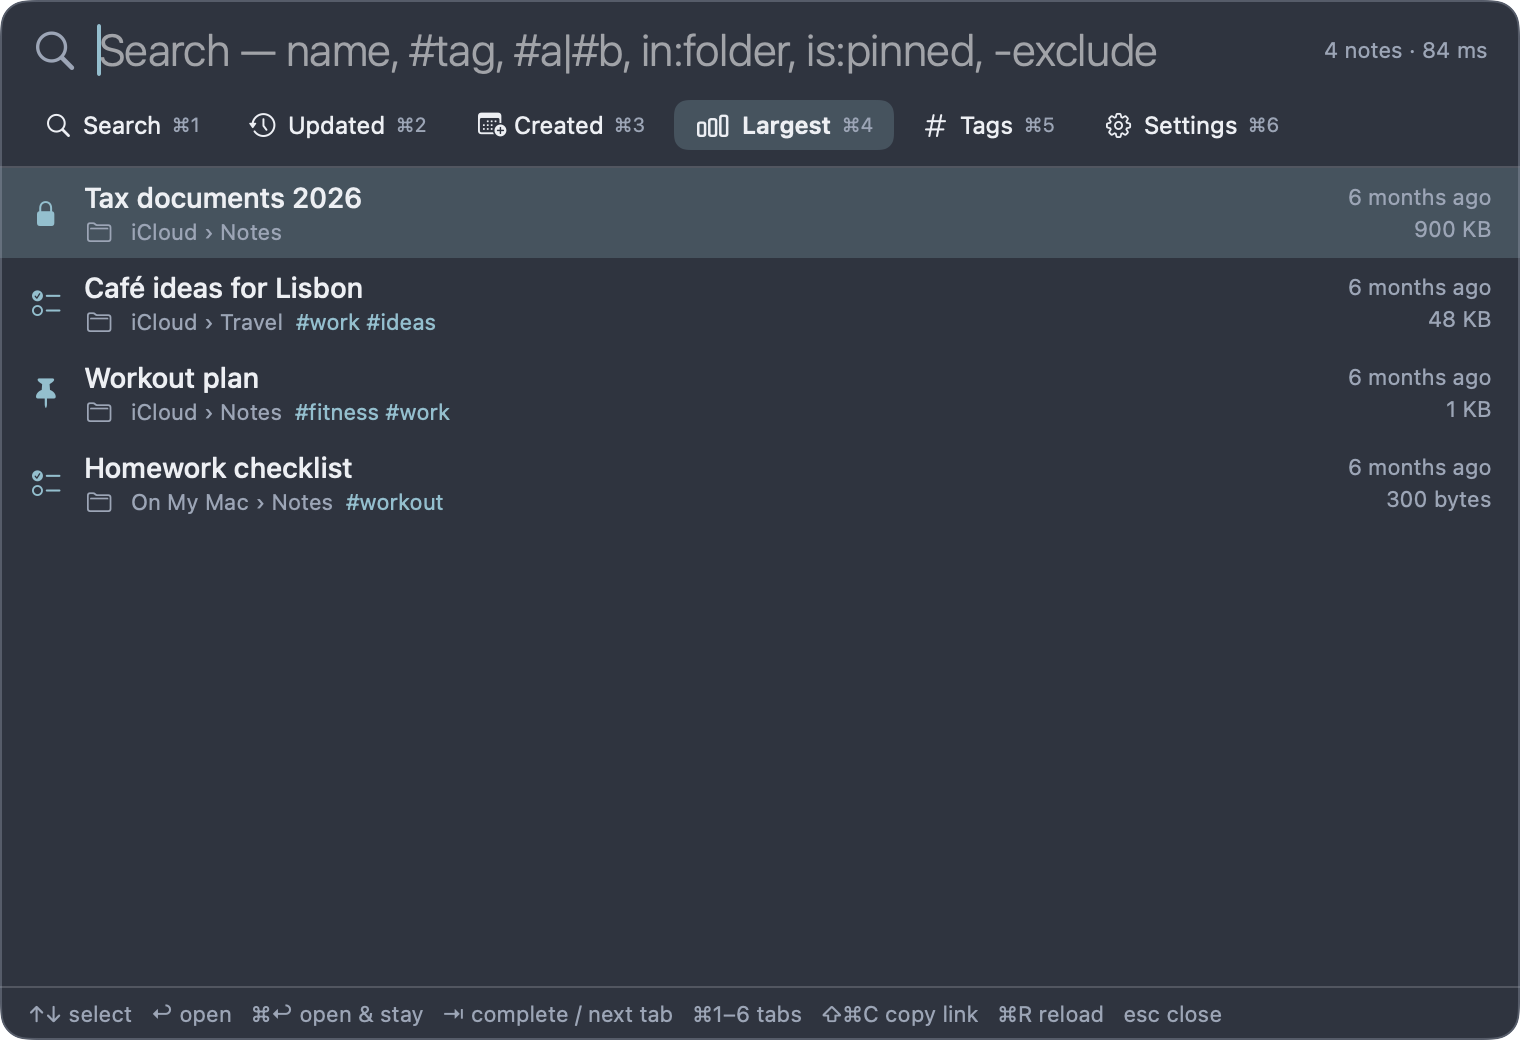 Search — name, #tag, #a|#b, in:folder, is:pinned, -exclude 4 notes · 84 ms
Search ⌘1 Updated ⌘2 Created ⌘3 Largest ⌘4 # Tags ⌘5 Settings ⌘6
Tax documents 2026 6 months ago
iCloud › Notes 900 KB
Café ideas for Lisbon 6 months ago
iCloud › Travel #work #ideas 48 KB
Workout plan 6 months ago
iCloud › Notes #fitness #work 1 KB
Homework checklist 6 months ago
On My Mac › Notes #workout 300 bytes
↑↓ select ↩ open ⌘↩ open & stay ⇥ complete / next tab ⌘1–6 tabs ⇧⌘C copy link ⌘R reload esc close